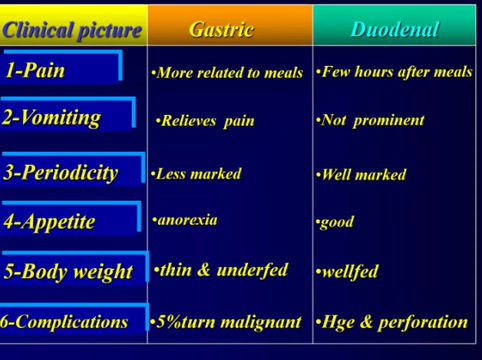 Clinical picture Gastric Duodenal
1-Pain •More related to meals •Few hours after meals
2-Vomiting •Relieves pain •Not prominent
3-Periodicity •Less marked •Well marked
4-Appetite •anorexia •good
5-Body weight •thin & underfed •wellfed
6-Complications •5%turn malignant •Hge & perforation